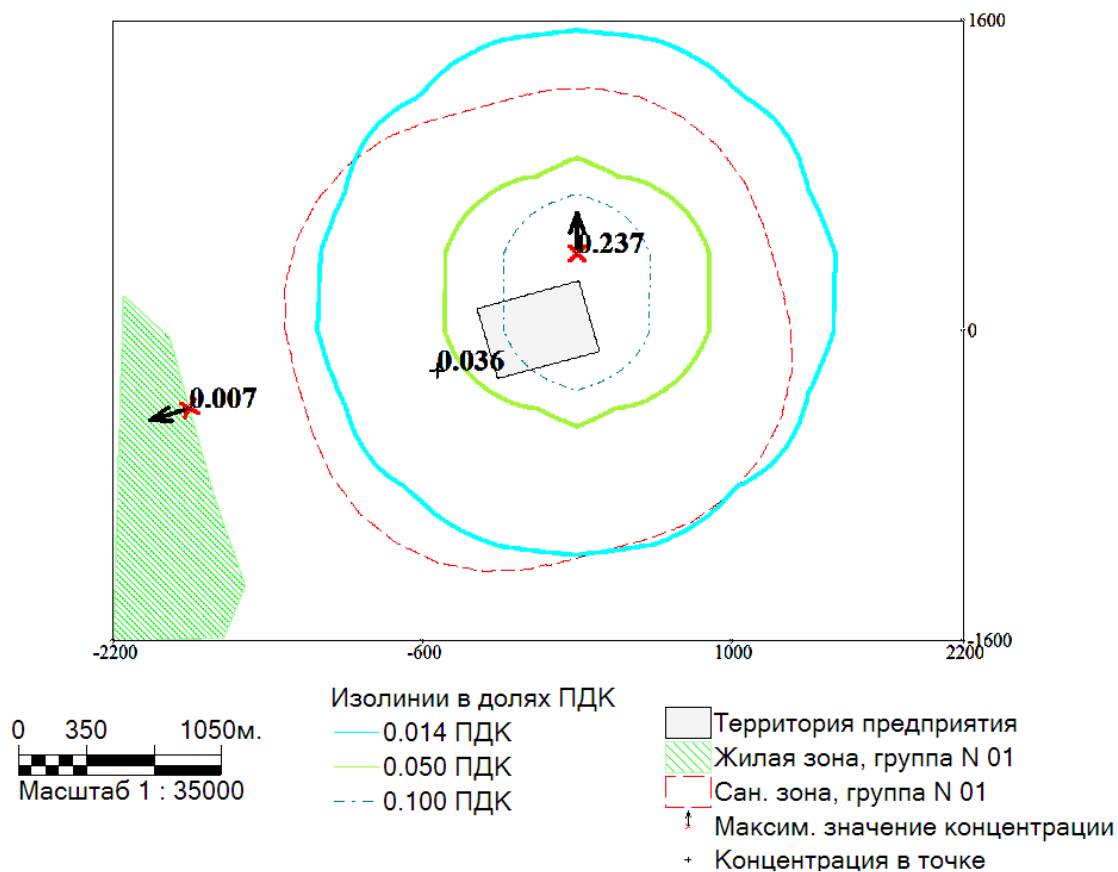 1600
0.237
0
0.036
0.007
-1600
-2200
-600
1000
2200
Изолинии в долях ПДК
0.014 ПДК
0.050 ПДК
0.100 ПДК
0 350 1050м.
Масштаб 1 : 35000
Территория предприятия
Жилая зона, группа N 01
Сан. зона, группа N 01
Максим. значение концентрации
Концентрация в точке